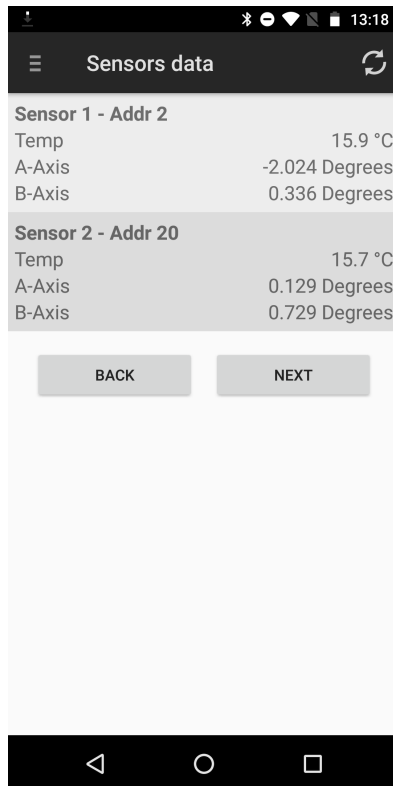 13:18
Sensors data
Sensor 1 - Addr 2
Temp 15.9 °C
A-Axis -2.024 Degrees
B-Axis 0.336 Degrees
Sensor 2 - Addr 20
Temp 15.7 °C
A-Axis 0.129 Degrees
B-Axis 0.729 Degrees
BACK NEXT